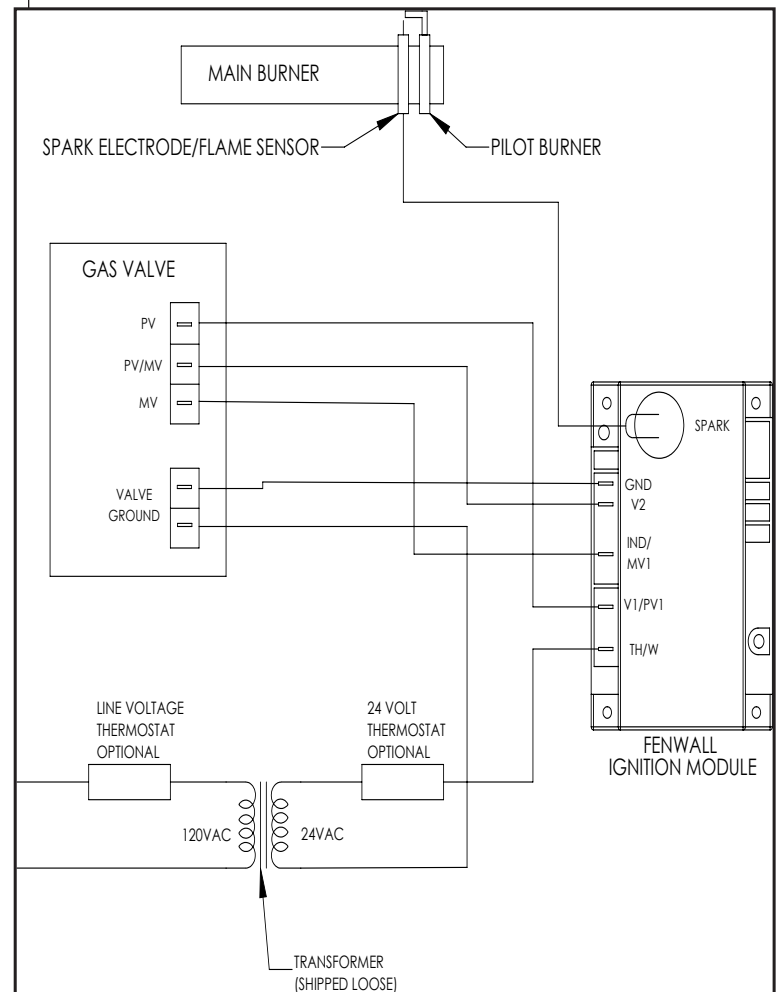 MAIN BURNER
SPARK ELECTRODE/FLAME SENSOR
PILOT BURNER
GAS VALVE
PV
PV/MV
MV
VALVE
GROUND
SPARK
GND
V2
IND/
MV1
V1/PV1
TH/W
FENWALL
IGNITION MODULE
LINE VOLTAGE
THERMOSTAT
OPTIONAL
24 VOLT
THERMOSTAT
OPTIONAL
120VAC
24VAC
TRANSFORMER
(SHIPPED LOOSE)